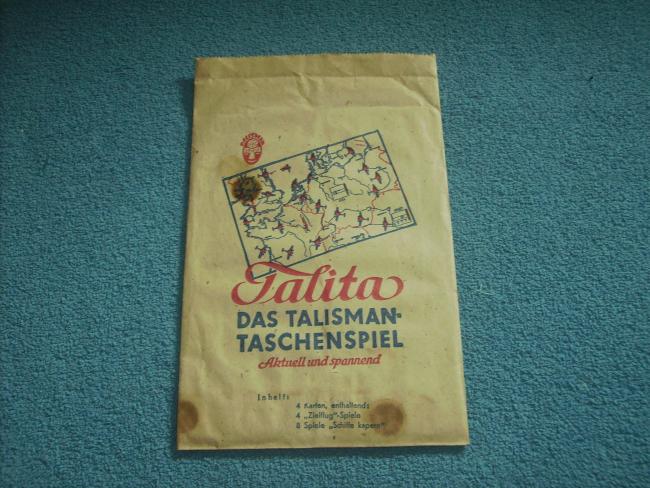 Talita
DAS TALISMAN-
TASCHENSPIEL
Aktuell und spannend
Inhalt:
4 Karten, enthaltend:
4 „Zielflug"-Spiele
8 Spiele „Schiffe kapern"